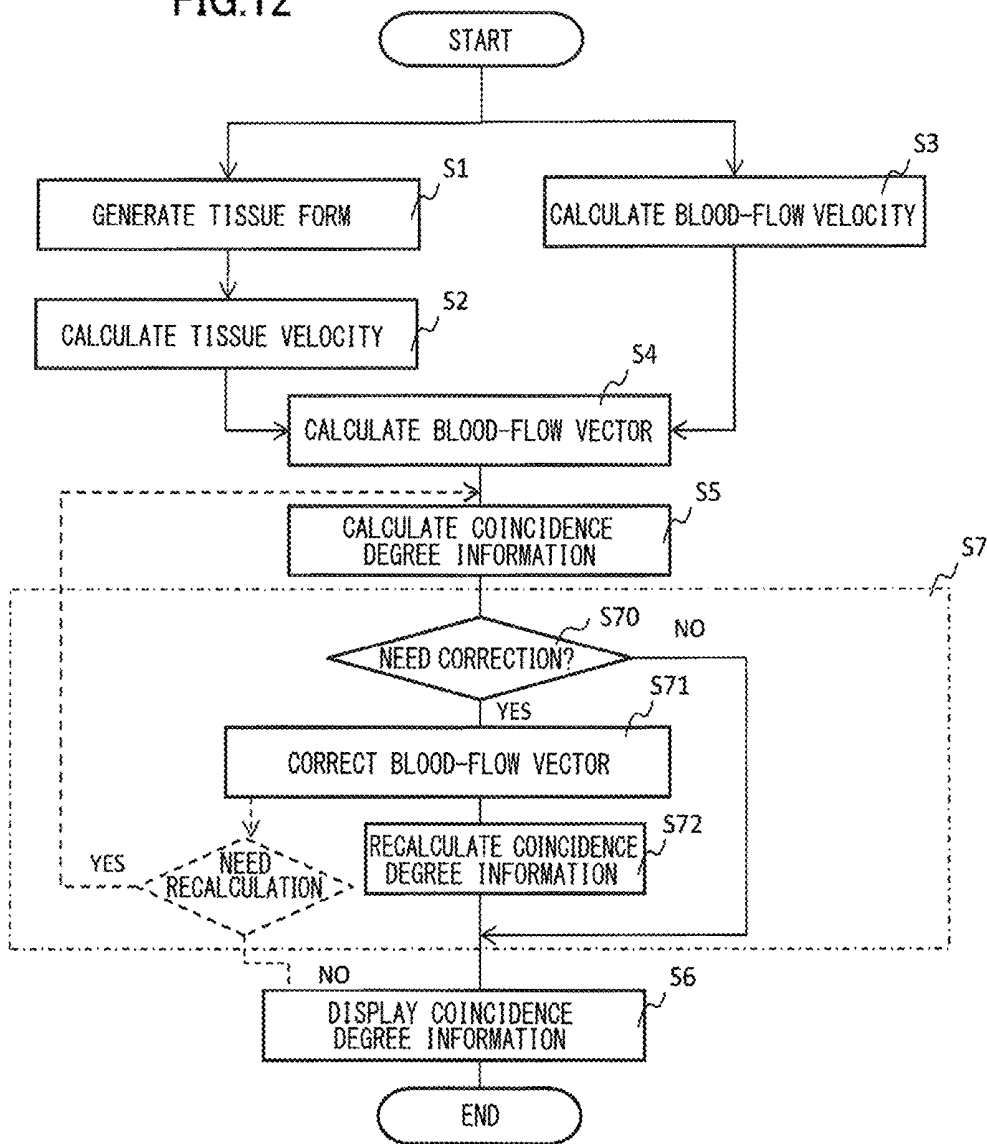 FIG.12
START
S1
GENERATE TISSUE FORM
S3
CALCULATE BLOOD-FLOW VELOCITY
S2
CALCULATE TISSUE VELOCITY
S4
CALCULATE BLOOD-FLOW VECTOR
S5
CALCULATE COINCIDENCE
DEGREE INFORMATION
S7
S70
NO
NEED CORRECTION?
YES
S71
CORRECT BLOOD-FLOW VECTOR
S72
RECALCULATE COINCIDENCE
DEGREE INFORMATION
YES
NEED
RECALCULATION
NO
S6
DISPLAY COINCIDENCE
DEGREE INFORMATION
END